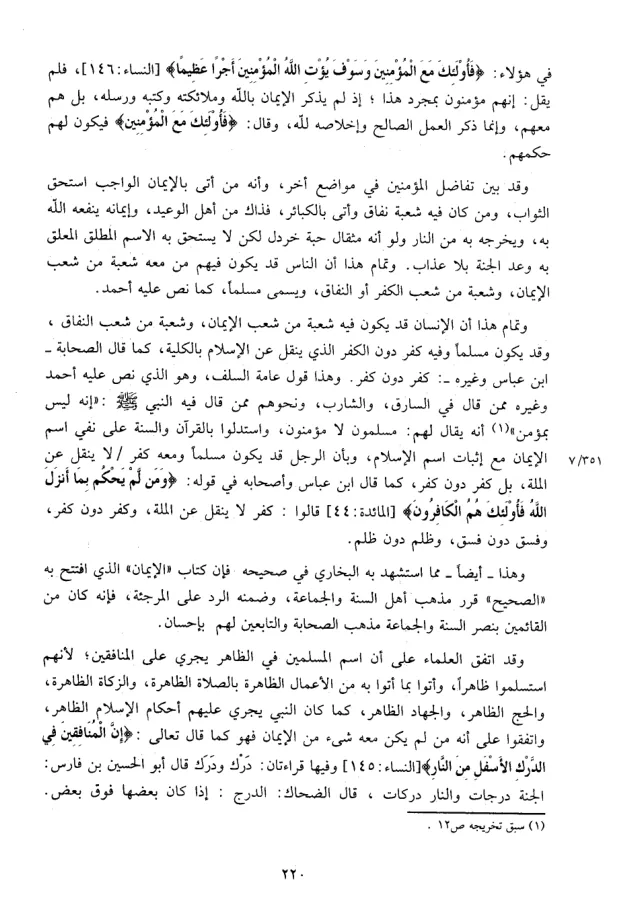 في هؤلاء: ﴿فَأُوْلَئكَ مَعَ الْمُؤْمنينَ وَسَوْفَ يُؤْت اللَّهُ الْمُؤْمنينَ أَجْرًا عَظيمًا﴾ [النساء:١٤٦]، فلم
يقل: إنهم مؤمنون بمجرد هذا ؛ إذ لم يذكر الإيمان بالله وملائكته وكتبه ورسله، بل هم
معهم، وإنما ذكر العمل الصالح وإخلاصه لله، وقال: ﴿فَأُوْلَئكَ مَعَ الْمُؤْمنين﴾ فيكون لهم
حكمهم.
وقد بين تفاضل المؤمنين في مواضع أخر، وأنه من أتى بالإيمان الواجب استحق
الثواب، ومن كان فيه شعبة نفاق وأتى بالكبائر، فذاك من أهل الوعيد، وإيمانه ينفعه الله
به، ويخرجه به من النار ولو أنه مثقال حبة خردل لكن لا يستحق به الاسم المطلق المعلق
به وعد الجنة بلا عذاب. وتمام هذا أن الناس قد يكون فيهم من معه شعبة من شعب
الإيمان، وشعبة من شعب الكفر أو النفاق، ويسمى مسلماً، كما نص عليه أحمد.
وتمام هذا أن الإنسان قد يكون فيه شعبة من شعب الإيمان، وشعبة من شعب النفاق ،
وقد يكون مسلماً وفيه كفر دون الكفر الذي ينقل عن الإسلام بالكلية، كما قال الصحابة ـ
ابن عباس وغيره ـ: كفر دون كفر. وهذا قول عامة السلف، وهو الذي نص عليه أحمد
وغيره ممن قال في السارق، والشارب، ونحوهم ممن قال فيه النبي ﷺ :«إنه ليس
بمؤمن»(١) أنه يقال لهم: مسلمون لا مؤمنون، واستدلوا بالقرآن والسنة على نفي اسم
الإيمان مع إثبات اسم الإسلام، وبأن الرجل قد يكون مسلماً ومعه كفر /لا ينقل عن
٧/٣٥١
الملة، بل كفر دون كفر، كما قال ابن عباس وأصحابه في قوله: ﴿وَمَن لَّمْ يَحْكُم بمَا أَنزَلَ
اللَّهُ فَأُوْلَئكَ هُمُ الْكَافرُونَ﴾ [المائدة:٤٤] قالوا : كفر لا ينقل عن الملة، وكفر دون كفر،
وفسق دون فسق، وظلم دون ظلم.
وهذا ـ أيضاً ـ مما استشهد به البخاري في صحيحه فإن كتاب «الإيمان» الذي افتتح به
«الصحيح» قرر مذهب أهل السنة والجماعة، وضمنه الرد على المرجئة، فإنه كان من
القائمين بنصر السنة والجماعة مذهب الصحابة والتابعين لهم بإحسان.
وقد اتفق العلماء على أن اسم المسلمين في الظاهر يجري على المنافقين؛ لأنهم
استسلموا ظاهراً، وأتوا بما أتوا به من الأعمال الظاهرة بالصلاة الظاهرة، والزكاة الظاهرة،
والحج الظاهر، والجهاد الظاهر، كما كان النبي يجري عليهم أحكام الإسلام الظاهر،
واتفقوا على أنه من لم يكن معه شىء من الإيمان فهو كما قال تعالى :﴿إِنَّ الْمُنَافقينَ في
الدَّرْك الأَسْفَل منَ النَّار﴾[النساء:١٤٥] وفيها قراءتان: دَرْك ودَرَك قال أبو الحسين بن فارس:
الجنة درجات والنار دركات ، قال الضحاك: الدرج : إذا كان بعضها فوق بعض.
(١) سبق تخريجه ص١٢ .
٢٢٠